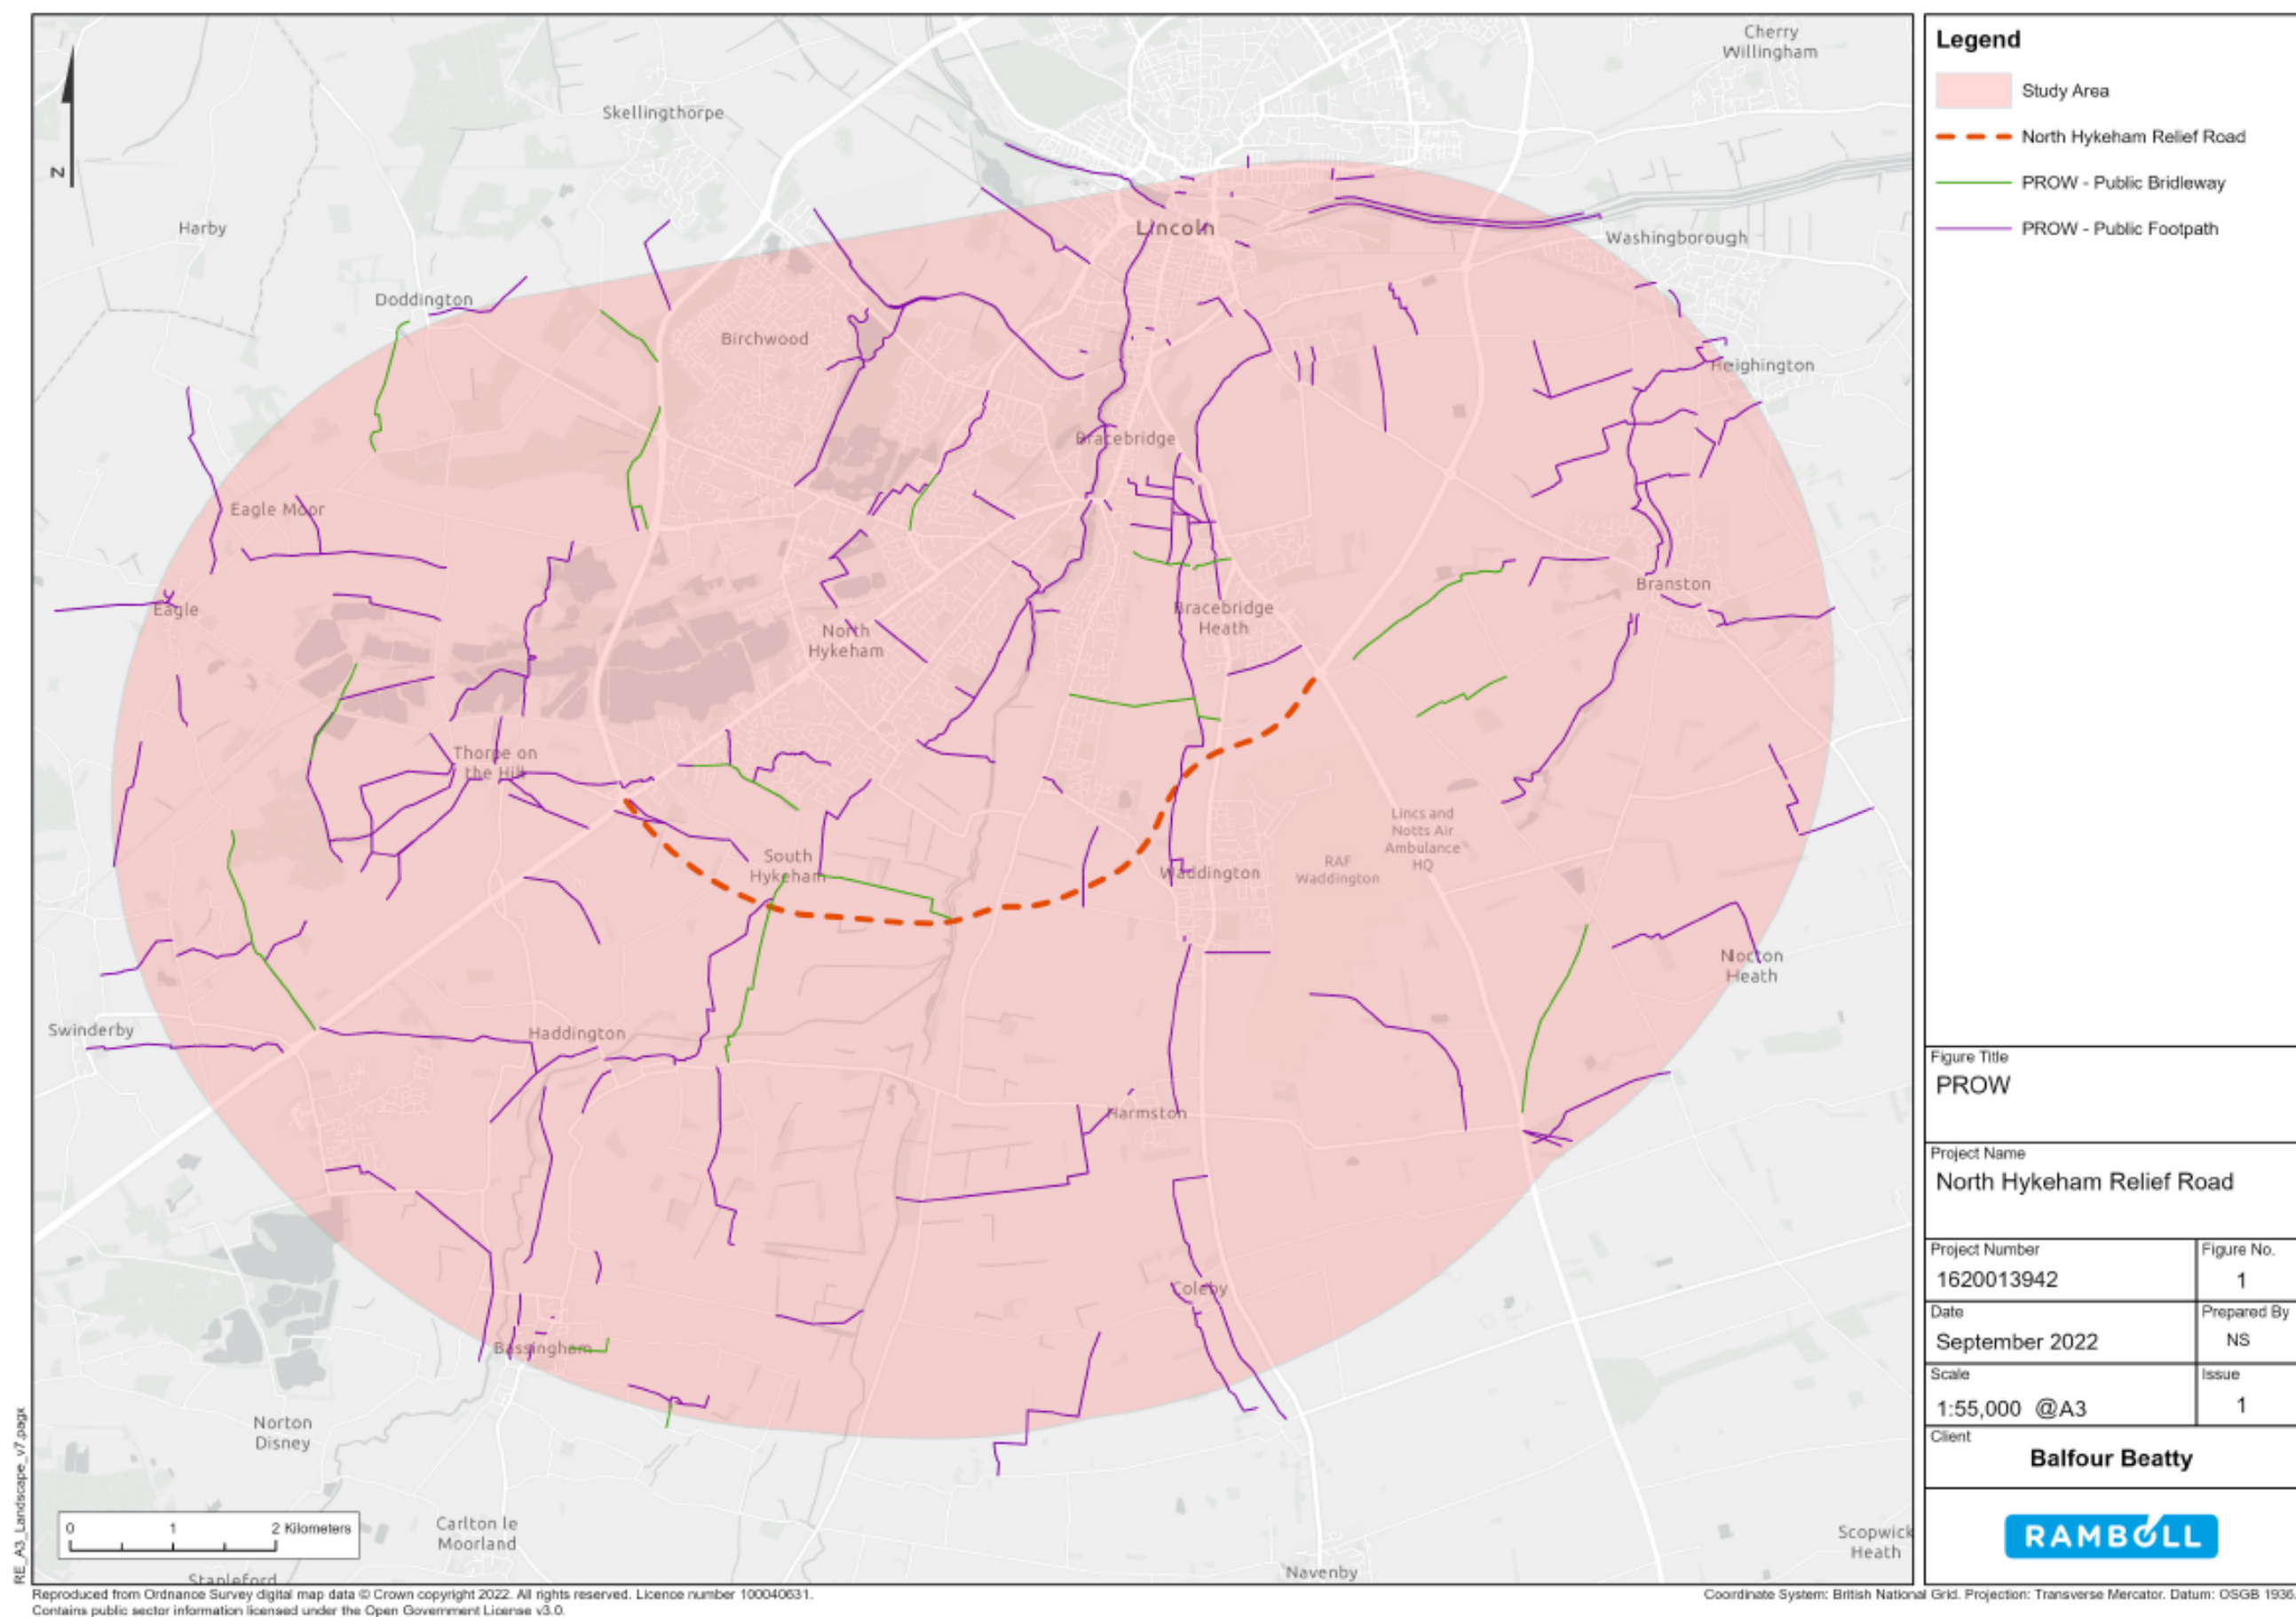 Cherry
Willingham
Skellingthorpe
N
Harby
Lincoln
Washingborough
Doddington
Birchwood
Heighington
Bracebridge
Eagle Moor
Eagle
Branston
Bracebridge
Heath
North
Hykeham
Thorpe on
the Hill
Lincs and
Notts Air
Ambulance
HQ
South
Hykeham
RAF
Waddington
Waddington
Nocton
Heath
Swinderby
Haddington
Harmston
Coleby
Bassingham
Norton
Disney
Carlton le
Moorland
Scopwick
Heath
Stapleford
Navenby
0 1 2 Kilometers
RE_A3_Landscape_v7.pagx
Legend
Study Area
North Hykeham Relief Road
PROW - Public Bridleway
PROW - Public Footpath
Figure Title
PROW
Project Name
North Hykeham Relief Road
Project Number
1620013942
Figure No.
1
Date
September 2022
Prepared By
NS
Scale
1:55,000 @A3
Issue
1
Client
Balfour Beatty
RAMBOLL
Reproduced from Ordnance Survey digital map data © Crown copyright 2022. All rights reserved. Licence number 100040631.
Contains public sector information licensed under the Open Government License v3.0.
Coordinate System: British National Grid. Projection: Transverse Mercator. Datum: OSGB 1936.